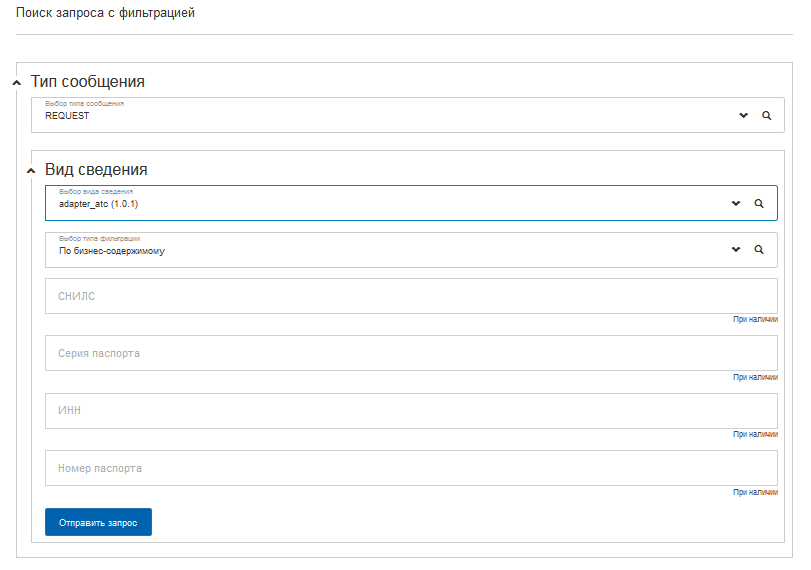 Поиск запроса с фильтрацией
Тип сообщения
Выбор типа сообщения
REQUEST
Вид сведения
Выбор вида сведения
adapter_atc (1.0.1)
Выбор типа фильтрации
По бизнес-содержимому
СНИЛС
При наличии
Серия паспорта
При наличии
ИНН
При наличии
Номер паспорта
При наличии
Отправить запрос